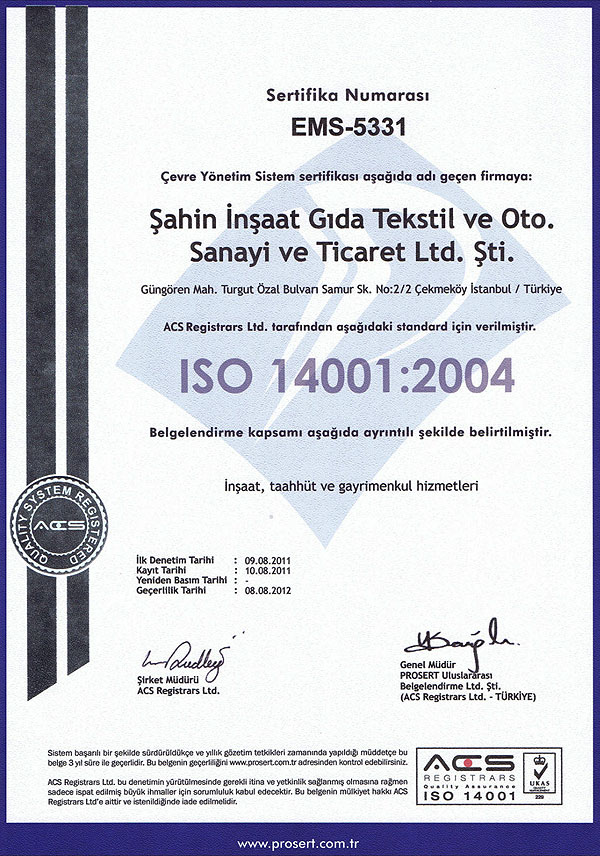 Sertifika Numarası
EMS-5331
Çevre Yönetim Sistem sertifikası aşağıda adı geçen firmaya:
Şahin İnşaat Gıda Tekstil ve Oto.
Sanayi ve Ticaret Ltd. Şti.
Güngören Mah. Turgut Özal Bulvarı Samur Sk. No:2/2 Çekmeköy İstanbul / Türkiye
ACS Registrars Ltd. tarafından aşağıdaki standard için verilmiştir.
ISO 14001:2004
Belgelendirme kapsamı aşağıda ayrıntılı şekilde belirtilmiştir.
İnşaat, taahhüt ve gayrimenkul hizmetleri
QUALITY SYSTEM REGISTERED
ACS
İlk Denetim Tarihi : 09.08.2011
Kayıt Tarihi : 10.08.2011
Yeniden Basım Tarihi : -
Geçerlilik Tarihi : 08.08.2012
Şirket Müdürü
ACS Registrars Ltd.
Genel Müdür
PROSERT Uluslararası
Belgelendirme Ltd. Şti.
(ACS Registrars Ltd. - TÜRKİYE)
Sistem başarılı bir şekilde sürdürüldükçe ve yıllık gözetim tetkikleri zamanında yapıldığı müddetçe bu
belge 3 yıl süre ile geçerlidir. Bu belgenin geçerliliğini www.prosert.com.tr adresinden kontrol edebilirsiniz.
ACS Registrars Ltd. bu denetimin yürütülmesinde gerekli itina ve yetkinlik sağlanmış olmasına rağmen
sadece ispat edilmiş büyük ihmaller için sorumluluk kabul edecektir. Bu belgenin mülkiyet hakkı ACS
Registrars Ltd'e aittir ve istenildiğinde iade edilmelidir.
ACS
REGISTRARS
Quality Assurance
ISO 14001
UKAS
QUALITY
MANAGEMENT
229
www.prosert.com.tr